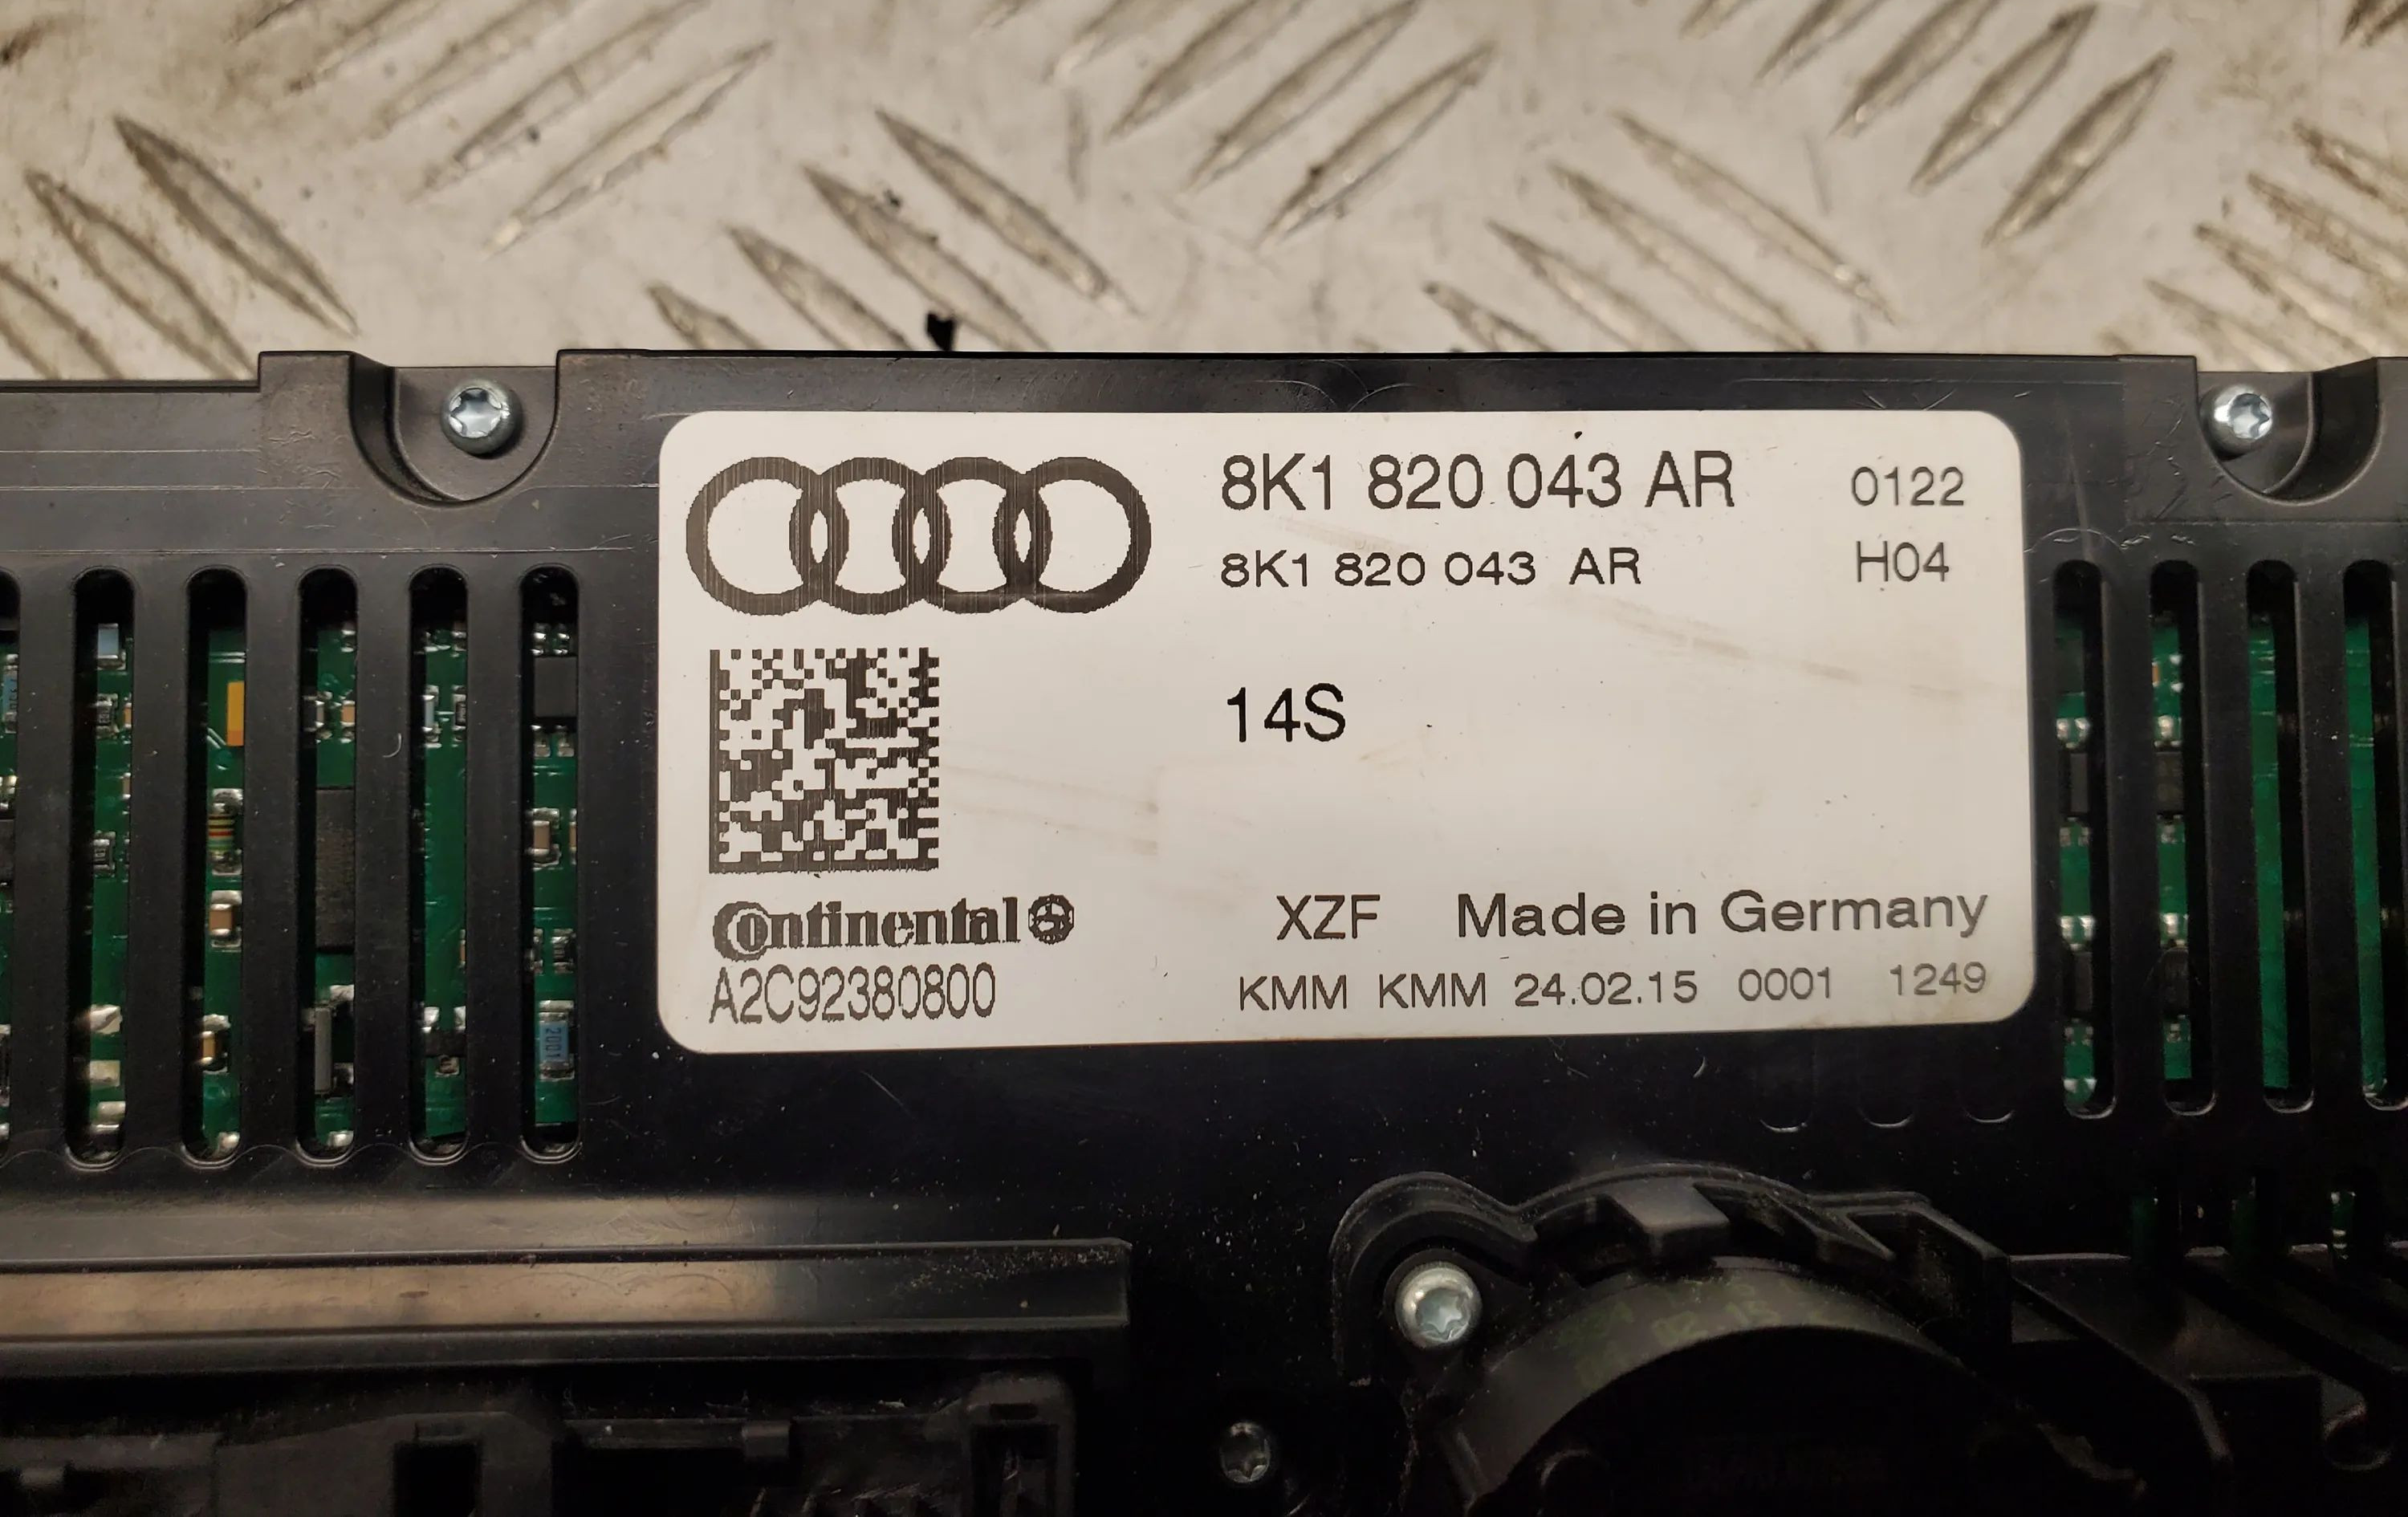 8K1 820 043 AR 0122
8K1 820 043 AR H04
14S
Continental
A2C92380800
XZF Made in Germany
KMM KMM 24.02.15 0001 1249
2001